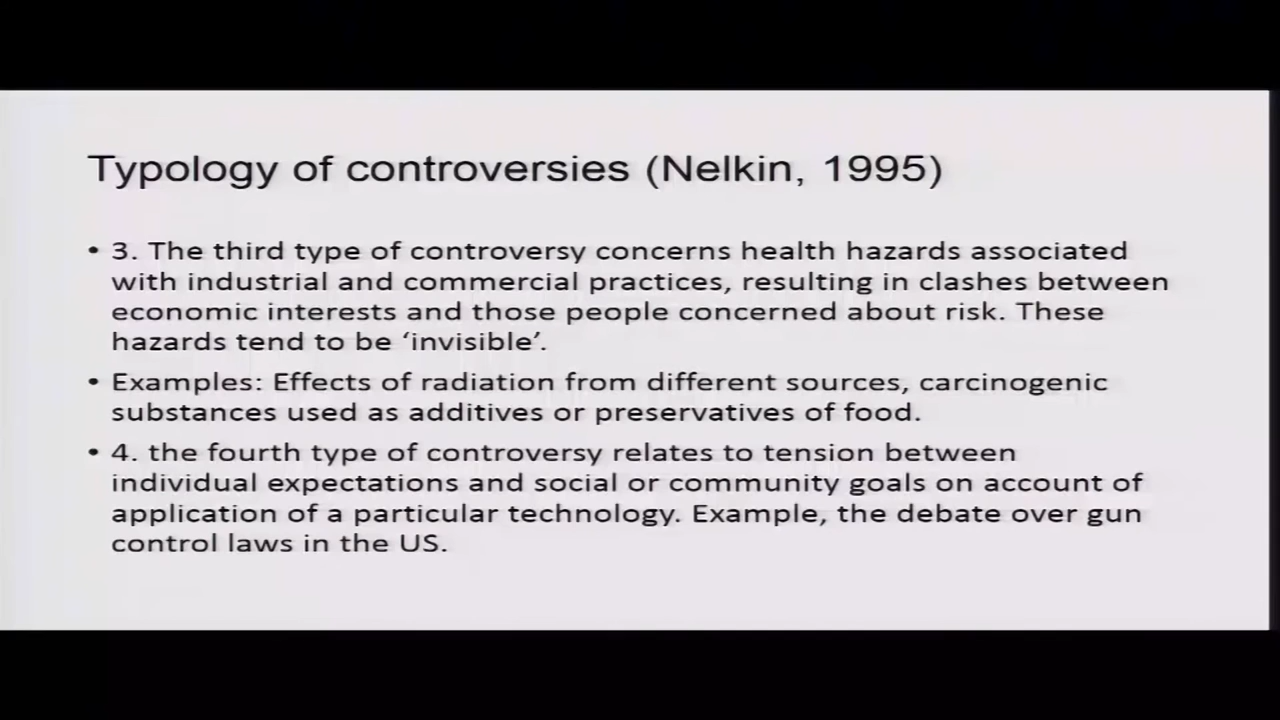 Typology of controversies (Nelkin, 1995)
• 3. The third type of controversy concerns health hazards associated
with industrial and commercial practices, resulting in clashes between
economic interests and those people concerned about risk. These
hazards tend to be ‘invisible’.
• Examples: Effects of radiation from different sources, carcinogenic
substances used as additives or preservatives of food.
• 4. the fourth type of controversy relates to tension between
individual expectations and social or community goals on account of
application of a particular technology. Example, the debate over gun
control laws in the US.